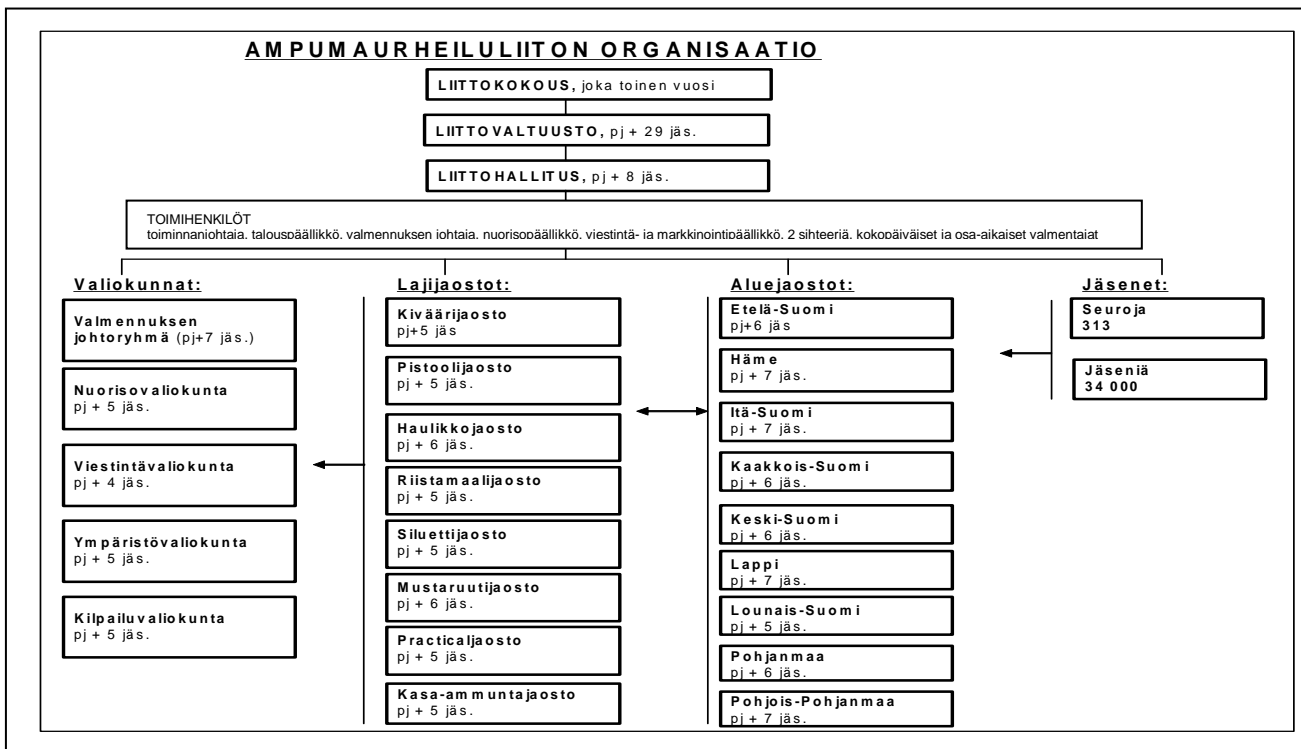 AMPUMAURHEILULIITON ORGANISAATIO
LIITTOKOKOUS, joka toinen vuosi
LIITTOVALTUUSTO, pj + 29 jäs.
LIITTOHALLITUS, pj + 8 jäs.
TOIMIHENKILÖT
toiminnanjohtaja, talouspäällikkö, valmennuksen johtaja, nuorisopäällikkö, viestintä- ja markkinointipäällikkö, 2 sihteeriä, kokopäiväiset ja osa-aikaiset valmentajat
Valiokunnat:
Valmennuksen
johtoryhmä (pj+7 jäs.)
Nuorisovaliokunta
pj + 5 jäs.
Viestintävaliokunta
pj + 4 jäs.
Ympäristövaliokunta
pj + 5 jäs.
Kilpailuvaliokunta
pj + 5 jäs.
Lajijaostot:
Kiväärijaosto
pj+5 jäs
Pistoolijaosto
pj + 5 jäs.
Haulikkojaosto
pj + 6 jäs.
Riistamaalijaosto
pj + 5 jäs.
Siluettijaosto
pj + 5 jäs.
Mustaruutijaosto
pj + 6 jäs.
Practicaljaosto
pj + 5 jäs.
Kasa-ammuntajaosto
pj + 5 jäs.
Aluejaostot:
Etelä-Suomi
pj+6 jäs
Häme
pj + 7 jäs.
Itä-Suomi
pj + 7 jäs.
Kaakkois-Suomi
pj + 6 jäs.
Keski-Suomi
pj + 6 jäs.
Lappi
pj + 7 jäs.
Lounais-Suomi
pj + 5 jäs.
Pohjanmaa
pj + 6 jäs.
Pohjois-Pohjanmaa
pj + 7 jäs.
Jäsenet:
Seuroja
313
Jäseniä
34 000